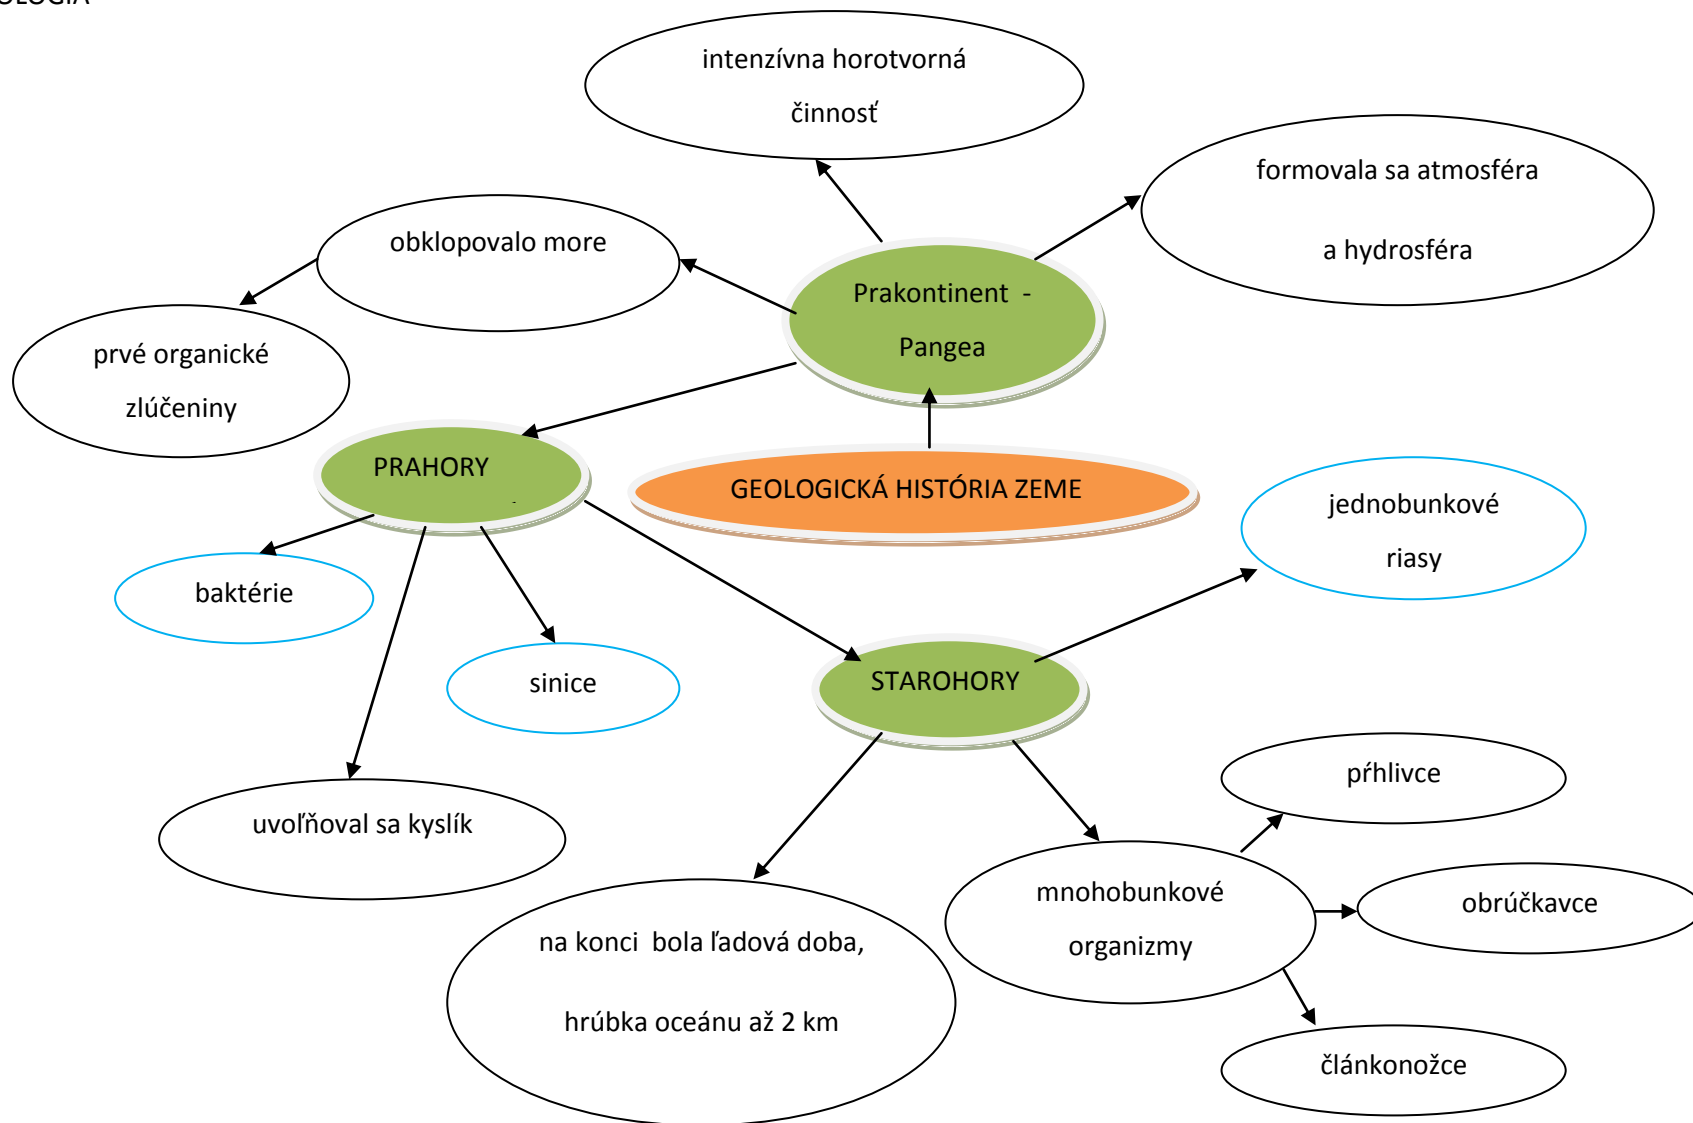 intenzívna horotvorná
činnosť
formovala sa atmosféra
a hydrosféra
obklopovalo more
Prakontinent -
Pangea
prvé organické
zlúčeniny
PRAHORY
GEOLOGICKÁ HISTÓRIA ZEME
jednobunkové
riasy
baktérie
sinice
STAROHORY
pŕhlivce
uvoľňoval sa kyslík
mnohobunkové
organizmy
obrúčkavce
na konci bola ľadová doba,
hrúbka oceánu až 2 km
článkonožce